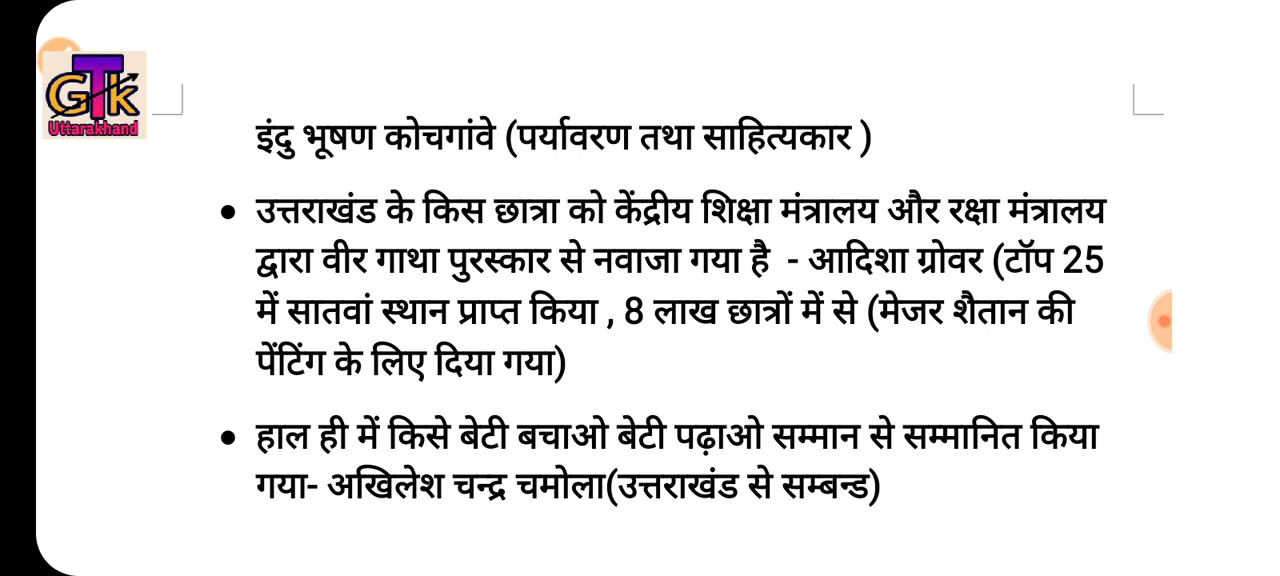 GTK
Uttarakhand
इंदु भूषण कोचगांवे (पर्यावरण तथा साहित्यकार )
• उत्तराखंड के किस छात्रा को केंद्रीय शिक्षा मंत्रालय और रक्षा मंत्रालय
द्वारा वीर गाथा पुरस्कार से नवाजा गया है - आदिशा ग्रोवर (टॉप 25
में सातवां स्थान प्राप्त किया , 8 लाख छात्रों में से (मेजर शैतान की
पेंटिंग के लिए दिया गया)
• हाल ही में किसे बेटी बचाओ बेटी पढ़ाओ सम्मान से सम्मानित किया
गया- अखिलेश चन्द्र चमोला(उत्तराखंड से सम्बन्ड)